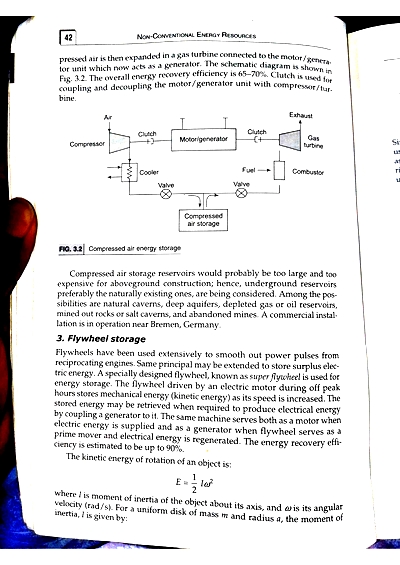 42 NON-CONVENTIONAL ENERGY RESOURCES
pressed air is then expanded in a gas turbine connected to the motor/genera-
tor unit which now acts as a generator. The schematic diagram is shown in
Fig. 3.2. The overall energy recovery efficiency is 65–70%. Clutch is used for
coupling and decoupling the motor/generator unit with compressor/tur-
bine.
Air
Exhaust
Clutch
Clutch
Compressor
Motor/generator
Gas
turbine
Cooler
Fuel
Combustor
Valve
Valve
Compressed
air storage
FIG. 3.2 Compressed air energy storage
Compressed air storage reservoirs would probably be too large and too
expensive for aboveground construction; hence, underground reservoirs
preferably the naturally existing ones, are being considered. Among the pos-
sibilities are natural caverns, deep aquifers, depleted gas or oil reservoirs,
mined out rocks or salt caverns, and abandoned mines. A commercial instal-
lation is in operation near Bremen, Germany.
3. Flywheel storage
Flywheels have been used extensively to smooth out power pulses from
reciprocating engines. Same principal may be extended to store surplus elec-
tric energy. A specially designed flywheel, known as super flywheel is used for
energy storage. The flywheel driven by an electric motor during off peak
hours stores mechanical energy (kinetic energy) as its speed is increased. The
stored energy may be retrieved when required to produce electrical energy
by coupling a generator to it. The same machine serves both as a motor when
electric energy is supplied and as a generator when flywheel serves as a
prime mover and electrical energy is regenerated. The energy recovery effi-
ciency is estimated to be up to 90%.
The kinetic energy of rotation of an object is:
E = 1/2 Iω²
where I is moment of inertia of the object about its axis, and ω is its angular
velocity (rad/s). For a uniform disk of mass m and radius a, the moment of
inertia, I is given by: